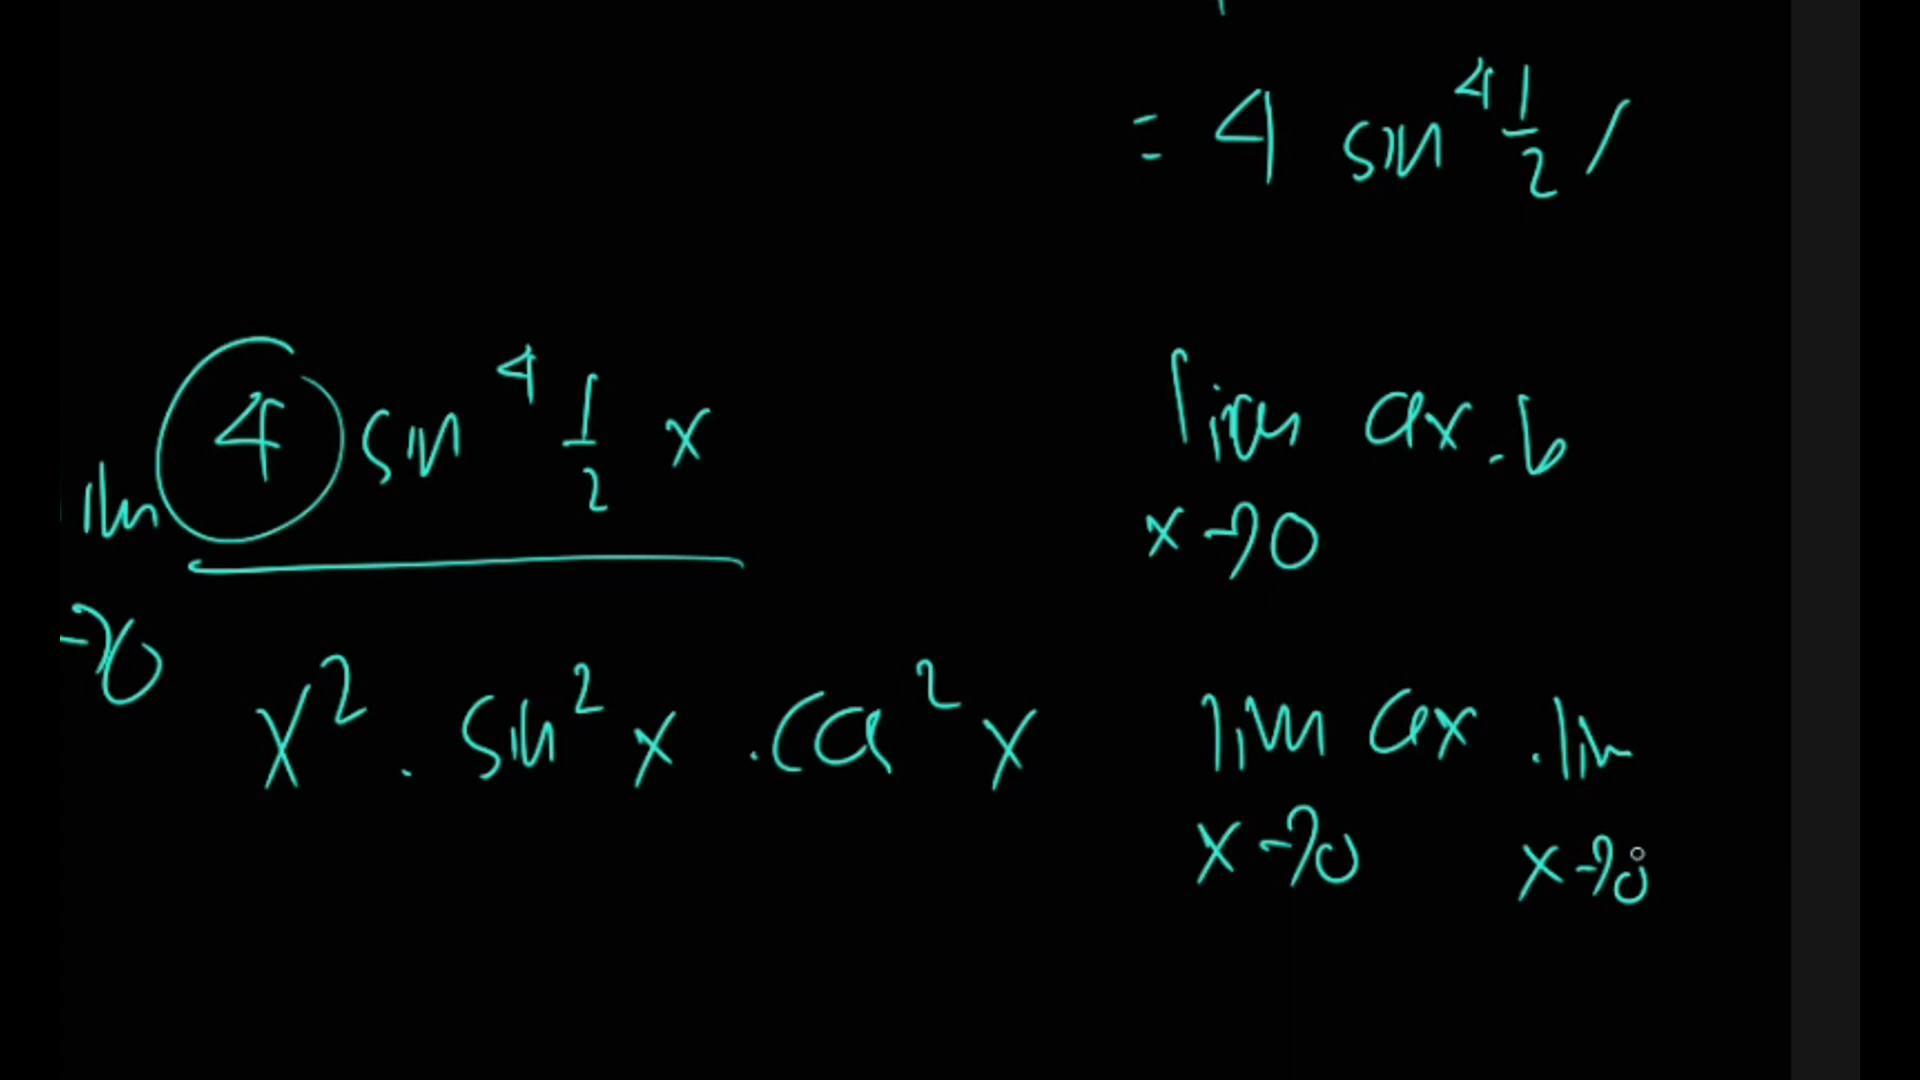 = 4 sin⁴ 1/2 /
lim 4 sin⁴ 1/2 x
→0 x² . sin² x . cos² x
lim ax . b
x→0
lim ax . lim
x→0 x→0